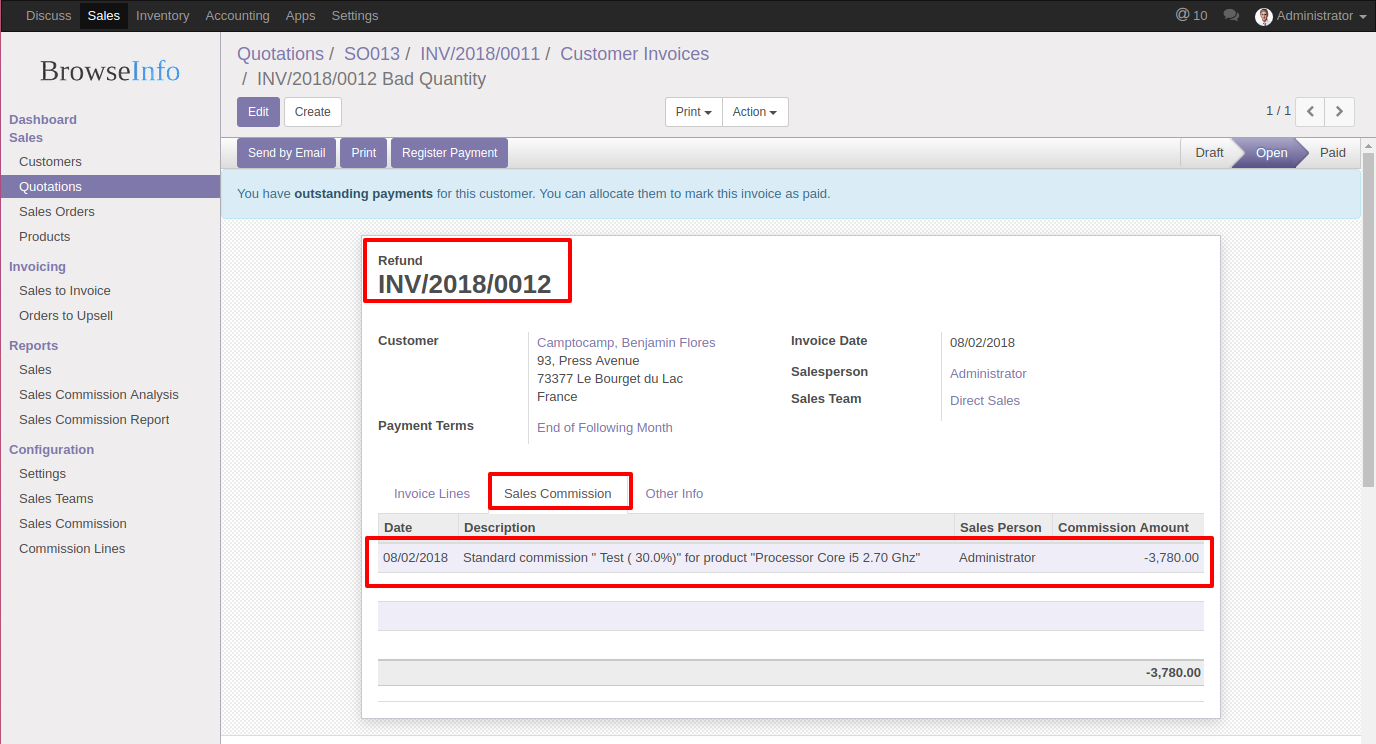 Discuss Sales Inventory Accounting Apps Settings @ 10 Administrator
BrowseInfo
Dashboard
Sales
Customers
Quotations
Sales Orders
Products
Invoicing
Sales to Invoice
Orders to Upsell
Reports
Sales
Sales Commission Analysis
Sales Commission Report
Configuration
Settings
Sales Teams
Sales Commission
Commission Lines
Quotations / SO013 / INV/2018/0011 / Customer Invoices
/ INV/2018/0012 Bad Quantity
Edit Create Print Action 1 / 1
Send by Email Print Register Payment Draft Open Paid
You have outstanding payments for this customer. You can allocate them to mark this invoice as paid.
Refund
INV/2018/0012
Customer
Camptocamp, Benjamin Flores
93, Press Avenue
73377 Le Bourget du Lac
France
Payment Terms End of Following Month
Invoice Date 08/02/2018
Salesperson Administrator
Sales Team Direct Sales
Invoice Lines Sales Commission Other Info
Date Description Sales Person Commission Amount
08/02/2018 Standard commission " Test ( 30.0%)" for product "Processor Core i5 2.70 Ghz" Administrator -3,780.00
-3,780.00